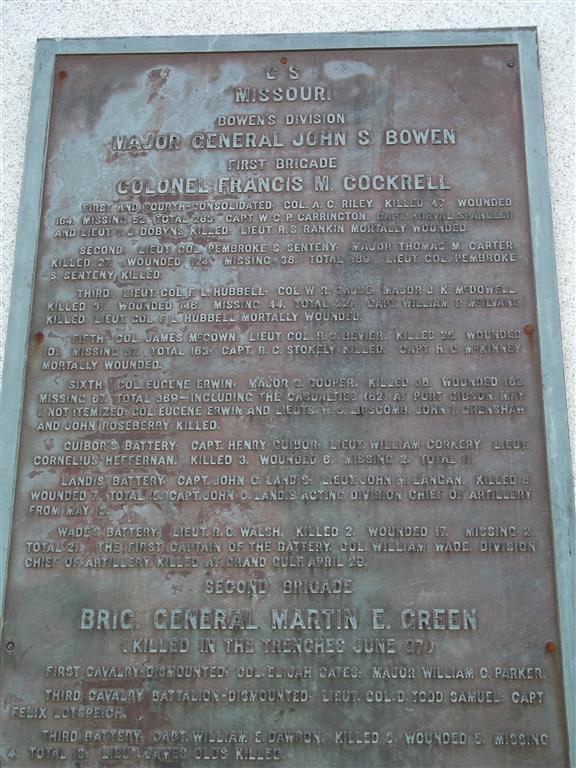 C S
MISSOURI
BOWEN'S DIVISION
MAJOR GENERAL JOHN S. BOWEN
FIRST BRIGADE
COLONEL FRANCIS M. COCKRELL
FIRST AND FOURTH-CONSOLIDATED: COL. A. C. RILEY. KILLED 47. WOUNDED
164. MISSING 52. TOTAL 263. CAPT. W. C. P. CARRINGTON. CAPT. NORVAL SPANGLER
AND LIEUT. DOBYNS KILLED. LIEUT. R. S. RANKIN MORTALLY WOUNDED.
SECOND: LIEUT. COL. PEMBROKE S. SENTENY: MAJOR THOMAS M. CARTER.
KILLED 27. WOUNDED 124. MISSING 38. TOTAL 189. LIEUT. COL. PEMBROKE
S. SENTENY KILLED.
THIRD: LIEUT. COL. F. L. HUBBELL: COL. W. R. GAUSE: MAJOR J. K. MCDOWELL.
KILLED WOUNDED 146. MISSING 44. TOTAL CAPT. WILLIAM P. MCILVANE
KILLED. LIEUT. COL. F. L. HUBBELL MORTALLY WOUNDED.
FIFTH: COL. JAMES MCCOWN: LIEUT. COL. R. S. BEVIER. KILLED WOUNDED
101. MISSING TOTAL 163. CAPT. R. G. STOKELY KILLED. CAPT. H. G. MCKINNEY
MORTALLY WOUNDED.
SIXTH: COL. EUGENE ERWIN: MAJOR S. COOPER. KILLED 38. WOUNDED 182.
MISSING 67. TOTAL 369-INCLUDING THE CASUALTIES (82) AT PORT GIBSON, MAY
1, NOT ITEMIZED. COL. EUGENE ERWIN AND LIEUTS. W. S. LIPSCOMB, JOHN T. CRENSHAW
AND JOHN ROSEBERRY KILLED.
GUIBOR'S BATTERY: CAPT. HENRY GUIBOR: LIEUT. WILLIAM CORKERY: LIEUT.
CORNELIUS HEFFERNAN. KILLED 3. WOUNDED 6. MISSING 2. TOTAL 11.
LANDIS' BATTERY: CAPT. JOHN C. LANDIS: LIEUT. JOHN M. LANGAN. KILLED 8.
WOUNDED 7. TOTAL 15. CAPT. JOHN C. LANDIS ACTING DIVISION CHIEF OF ARTILLERY
FROM MAY
WADE'S BATTERY: LIEUT. R. C. WALSH. KILLED 2. WOUNDED 17. MISSING 2.
TOTAL 21. THE FIRST CAPTAIN OF THE BATTERY, COL. WILLIAM WADE, DIVISION
CHIEF OF ARTILLERY, KILLED AT GRAND GULF APRIL 29.
SECOND BRIGADE
BRIG. GENERAL MARTIN E. GREEN
(KILLED IN THE TRENCHES JUNE 27.)
FIRST CAVALRY-DISMOUNTED: COL. ELIJAH GATES: MAJOR WILLIAM C. PARKER.
THIRD CAVALRY BATTALION-DISMOUNTED: LIEUT. COL. D. TODD SAMUEL: CAPT.
FELIX LOTSPEICH.
THIRD BATTERY: CAPT. WILLIAM E. DAWSON. KILLED WOUNDED 5. MISSING
4. TOTAL LIEUT. JAMES OLDS KILLED.